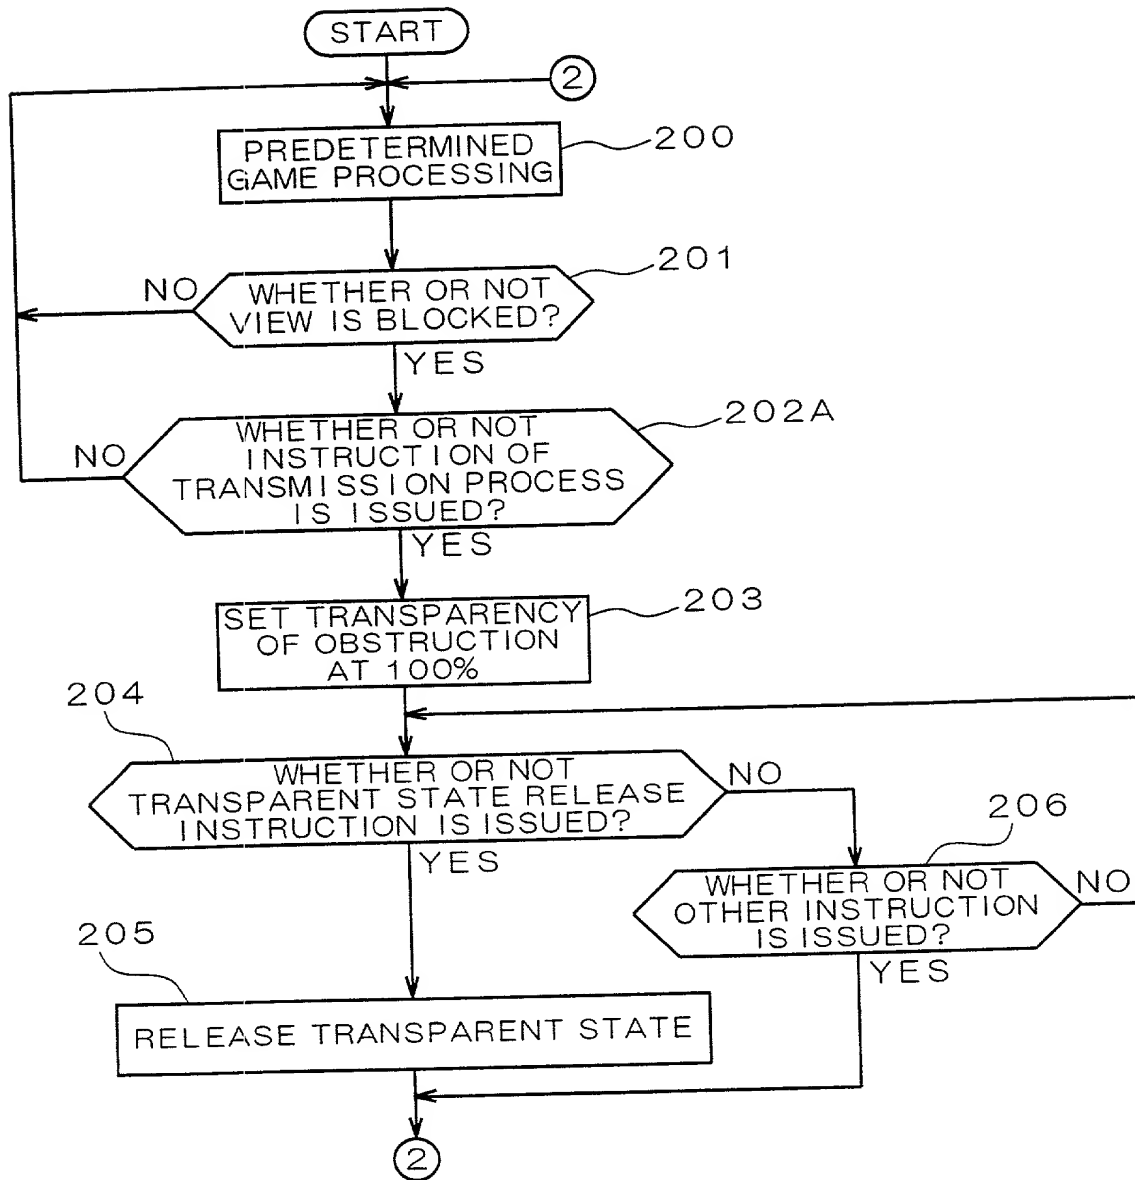 START
2
PREDETERMINED
GAME PROCESSING
200
WHETHER OR NOT
VIEW IS BLOCKED?
201
NO
YES
WHETHER OR NOT
INSTRUCTION OF
TRANSMISSION PROCESS
IS ISSUED?
202A
NO
YES
SET TRANSPARENCY
OF OBSTRUCTION
AT 100%
203
204
WHETHER OR NOT
TRANSPARENT STATE RELEASE
INSTRUCTION IS ISSUED?
NO
YES
206
WHETHER OR NOT
OTHER INSTRUCTION
IS ISSUED?
NO
YES
205
RELEASE TRANSPARENT STATE
2